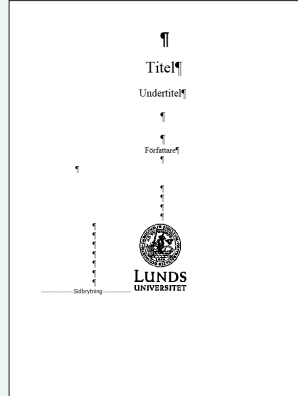 ¶
Titel¶
Undertitel¶
¶
¶
Författare¶
¶
¶
¶
¶
¶
¶
¶
¶
¶
¶
¶
¶
¶
LUNDS
UNIVERSITET
Sidbrytning